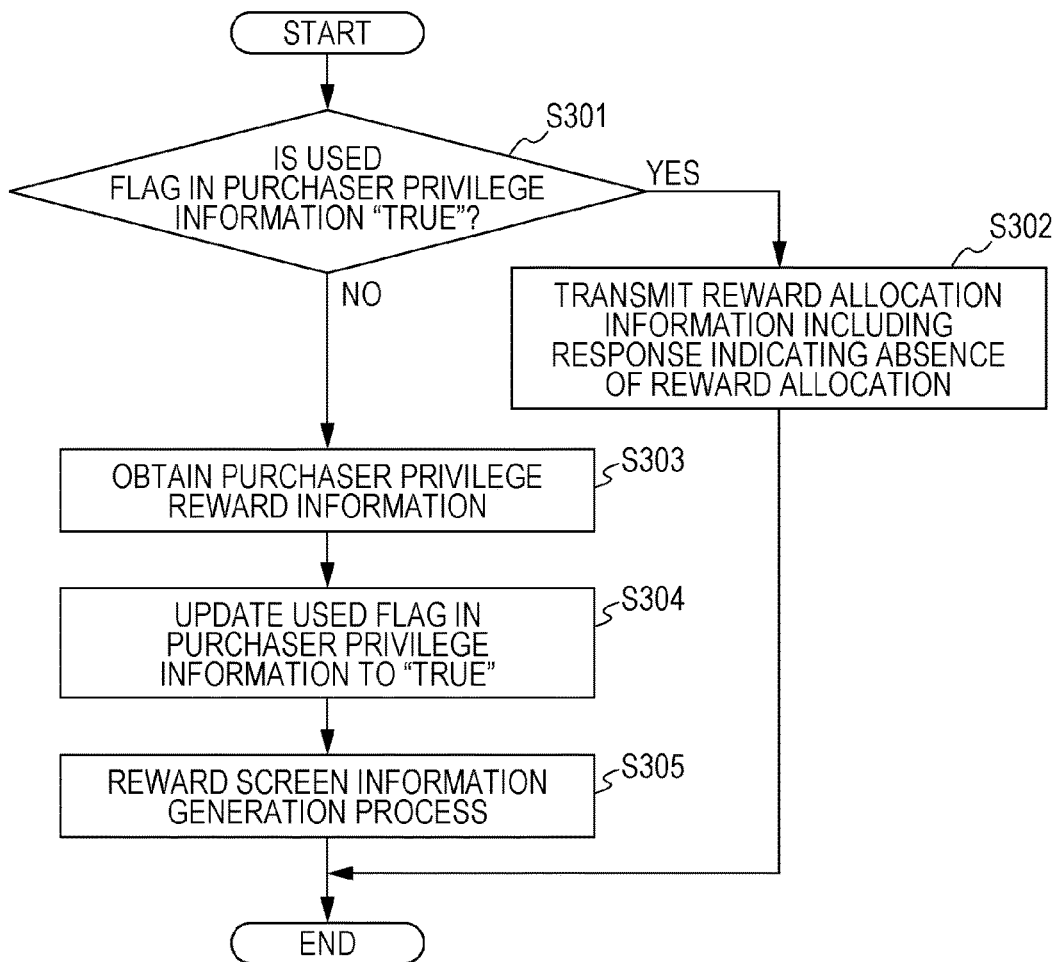 START
S301
IS USED
FLAG IN PURCHASER PRIVILEGE
INFORMATION “TRUE”?
YES
NO
S302
TRANSMIT REWARD ALLOCATION
INFORMATION INCLUDING
RESPONSE INDICATING ABSENCE
OF REWARD ALLOCATION
S303
OBTAIN PURCHASER PRIVILEGE
REWARD INFORMATION
S304
UPDATE USED FLAG IN
PURCHASER PRIVILEGE
INFORMATION TO “TRUE”
S305
REWARD SCREEN INFORMATION
GENERATION PROCESS
END